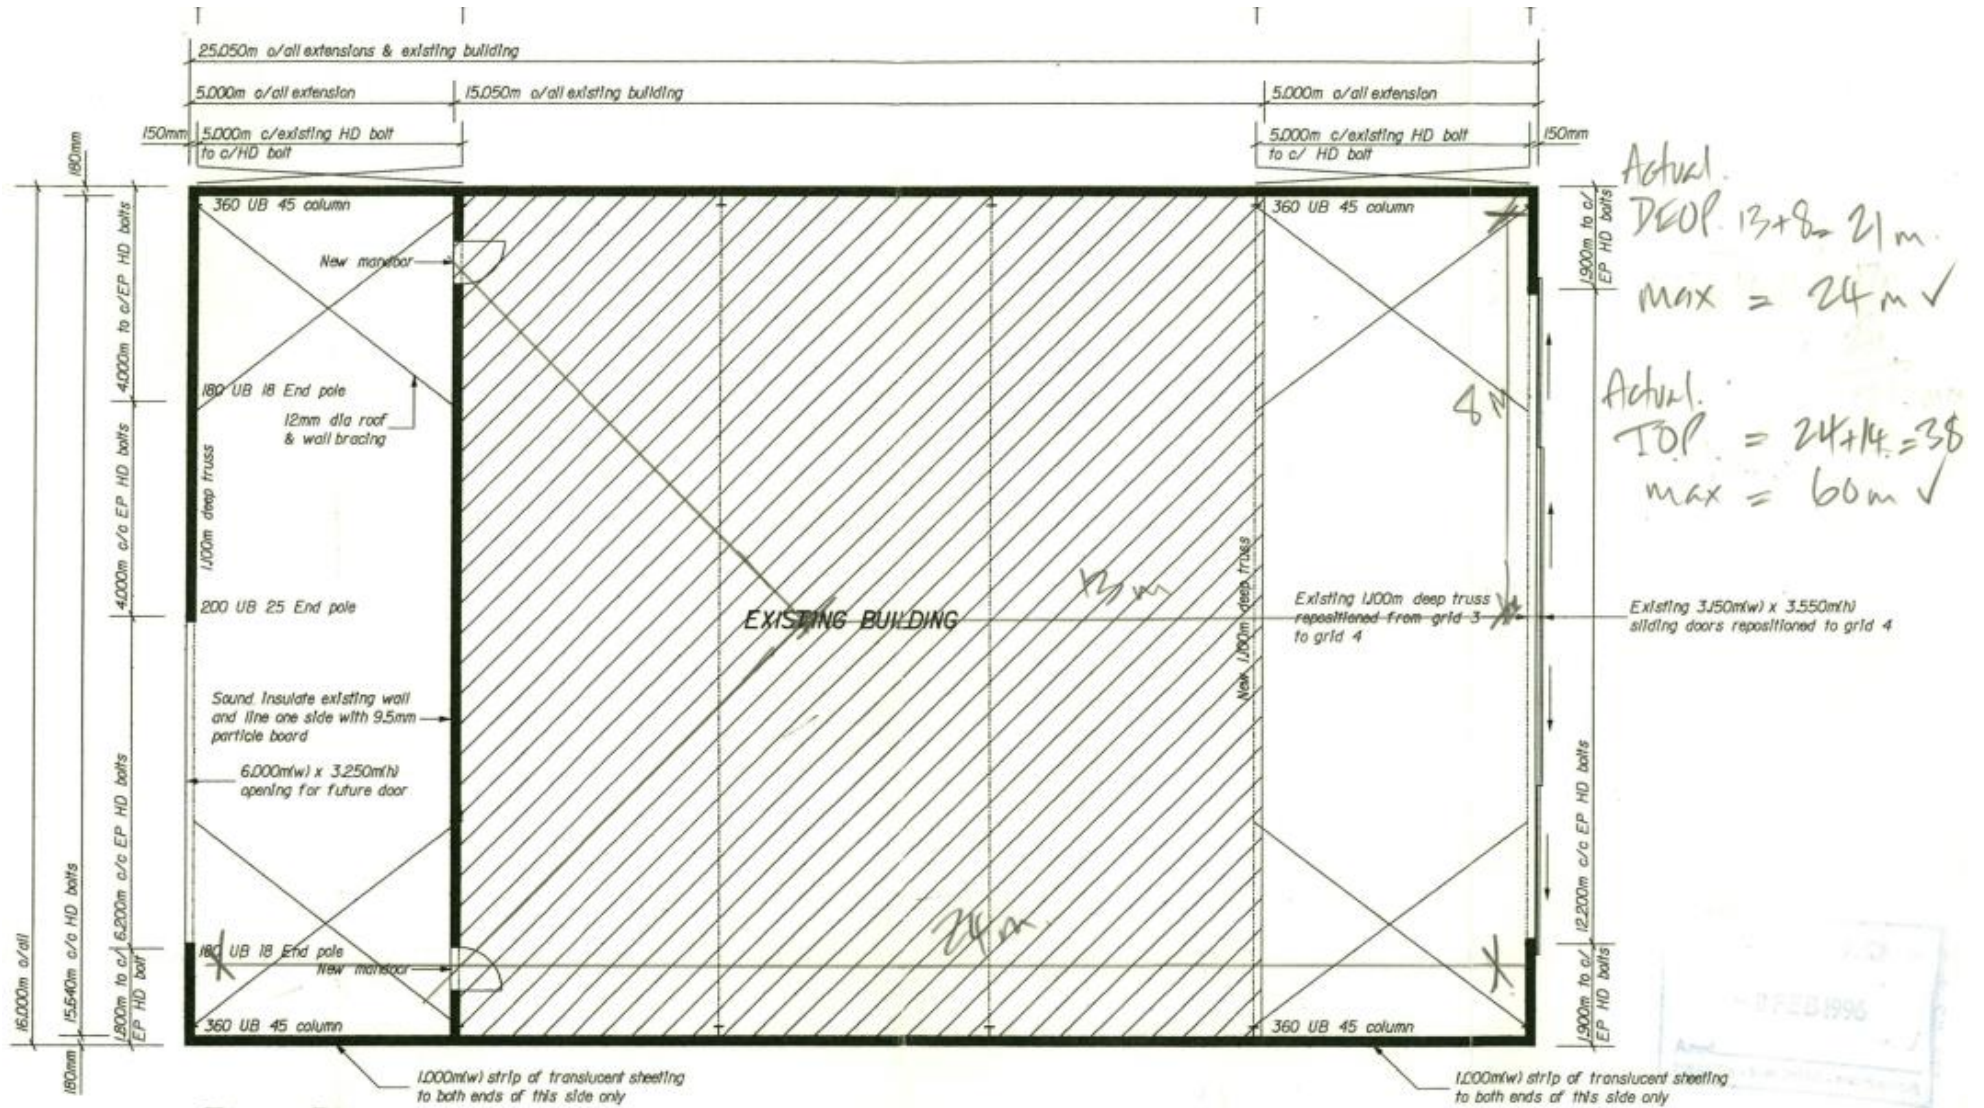 25.050m o/all extensions & existing building
5.000m o/all extension
15.050m o/all existing building
5.000m o/all extension
150mm
5.000m c/existing HD bolt
to c/HD bolt
5.000m c/existing HD bolt
to c/ HD bolt
150mm
180mm
360 UB 45 column
360 UB 45 column
1.900m to c/
EP HD bolts
Actual.
DEOP. 13+8= 21m.
max = 24m ✓
New mandoor
4.000m to c/EP HD bolts
180 UB 18 End pole
12mm dia roof
& wall bracing
8M
Actual.
TOP = 24+14.=38
max = 60m ✓
1.100m deep truss
4.000m c/c EP HD bolts
200 UB 25 End pole
EXISTING BUILDING
13m
New 1.100m deep truss
Existing 1.100m deep truss
repositioned from grid 3
to grid 4
Existing 3.150m(w) x 3.550m(h)
sliding doors repositioned to grid 4
Sound insulate existing wall
and line one side with 9.5mm
particle board
6.000m(w) x 3.250m(h)
opening for future door
6.200m c/c EP HD bolts
12.200m c/c EP HD bolts
16.000m o/all
15.640m c/c HD bolts
24m
180 UB 18 End pole
New mandoor
1.800m to c/
EP HD bolt
1.900m to c/
EP HD bolts
1996
360 UB 45 column
360 UB 45 column
180mm
1.000m(w) strip of translucent sheeting
to both ends of this side only
1.000m(w) strip of translucent sheeting
to both ends of this side only